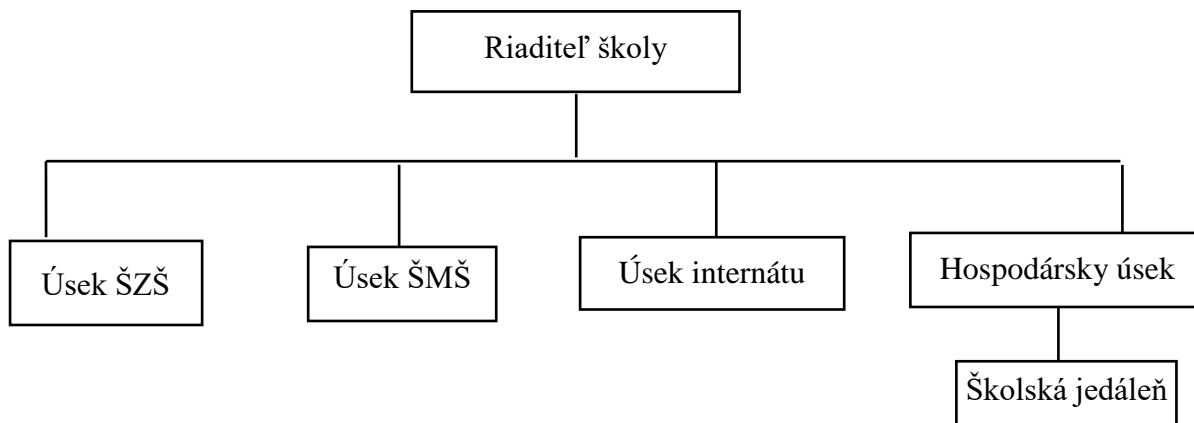 Riaditeľ školy
Úsek ŠZŠ
Úsek ŠMŠ
Úsek internátu
Hospodársky úsek
Školská jedáleň